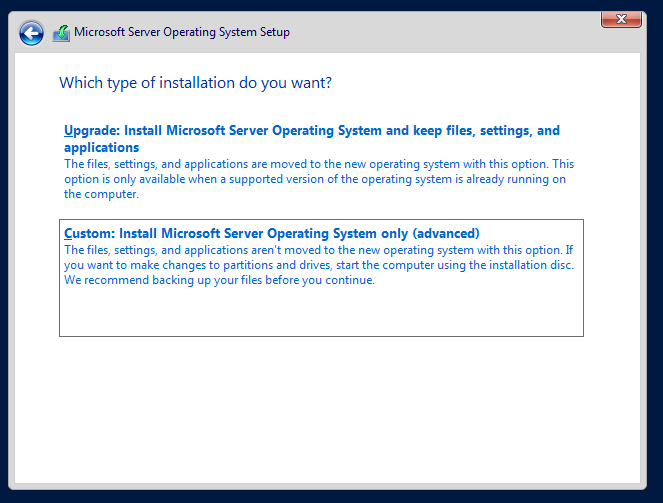 Microsoft Server Operating System Setup
Which type of installation do you want?
Upgrade: Install Microsoft Server Operating System and keep files, settings, and
applications
The files, settings, and applications are moved to the new operating system with this option. This
option is only available when a supported version of the operating system is already running on
the computer.
Custom: Install Microsoft Server Operating System only (advanced)
The files, settings, and applications aren't moved to the new operating system with this option. If
you want to make changes to partitions and drives, start the computer using the installation disc.
We recommend backing up your files before you continue.